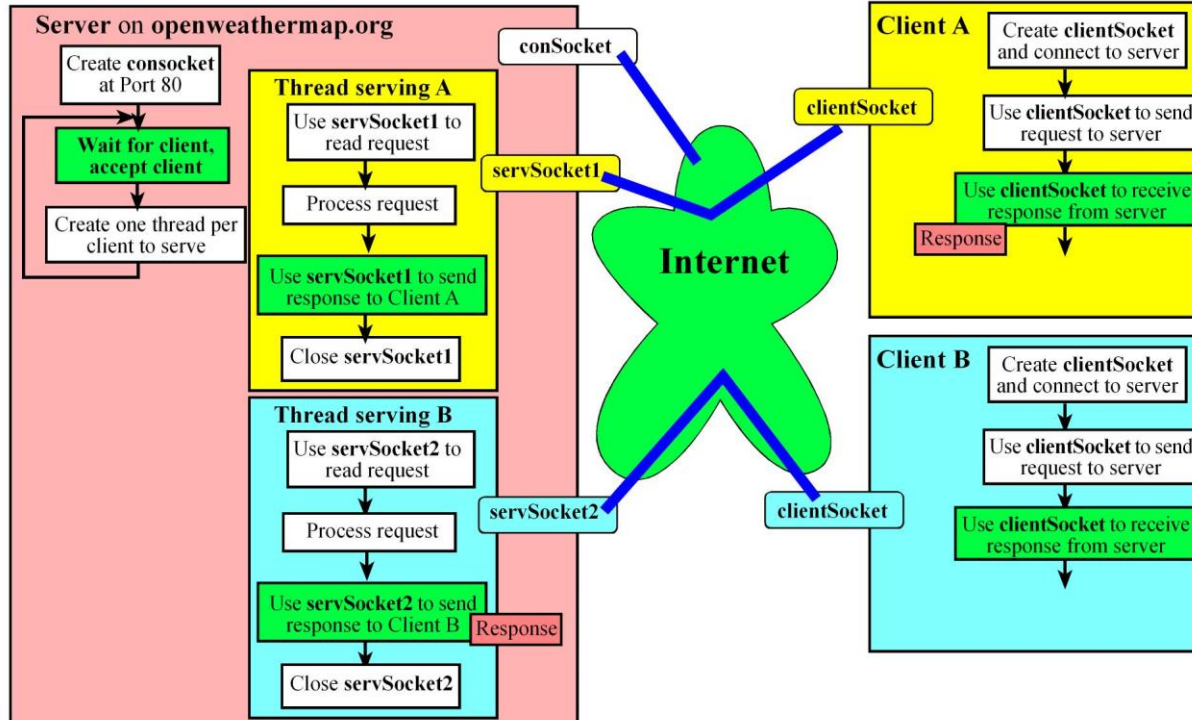 Server on openweathermap.org
Create consocket
at Port 80
Wait for client,
accept client
Create one thread per
client to serve
Thread serving A
Use servSocket1 to
read request
Process request
Use servSocket1 to send
response to Client A
Close servSocket1
Thread serving B
Use servSocket2 to
read request
Process request
Use servSocket2 to send
response to Client B
Response
Close servSocket2
conSocket
clientSocket
servSocket1
Internet
servSocket2
clientSocket
Client A
Create clientSocket
and connect to server
Use clientSocket to send
request to server
Use clientSocket to receive
response from server
Response
Client B
Create clientSocket
and connect to server
Use clientSocket to send
request to server
Use clientSocket to receive
response from server